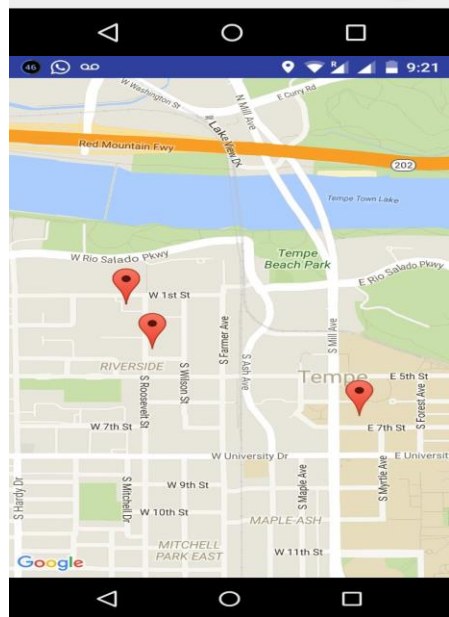 46
R
9:21
W Washington St
N Mill Ave
E Curry Rd
Lake View Dr
Red Mountain Fwy
202
Tempe Town Lake
W Rio Salado Pkwy
Tempe
Beach Park
E Rio Salado Pkwy
W 1st St
S Farmer Ave
S Mill Ave
S Ash Ave
RIVERSIDE
S Roosevelt St
S Wilson St
Tempe
E 5th St
S Forest Ave
W 7th St
E 7th St
W University Dr
E Universit
S Hardy Dr
S Mitchell Dr
W 9th St
S Maple Ave
S Myrtle Ave
W 10th St
MAPLE-ASH
MITCHELL
PARK EAST
W 11th St
Google